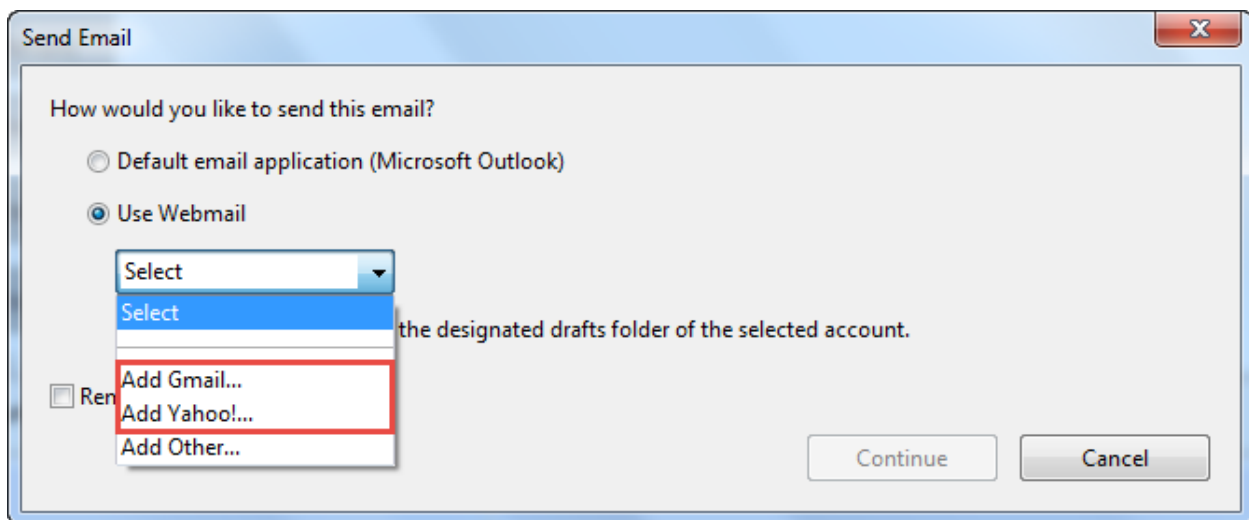 Send Email
How would you like to send this email?
Default email application (Microsoft Outlook)
Use Webmail
Select
Select
the designated drafts folder of the selected account.
Add Gmail...
Add Yahoo!...
Add Other...
Continue Cancel